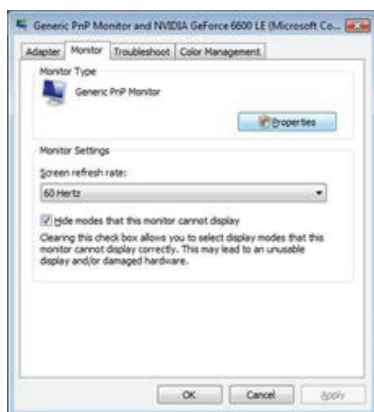 Generic PnP Monitor and NVIDIA GeForce 6600 LE (Microsoft Co...
Adapter Monitor Troubleshoot Color Management
Monitor Type
Generic PnP Monitor
Properties
Monitor Settings
Screen refresh rate:
60 Hertz
Hide modes that this monitor cannot display
Clearing this check box allows you to select display modes that this
monitor cannot display correctly. This may lead to an unusable
display and/or damaged hardware.
OK Cancel Apply